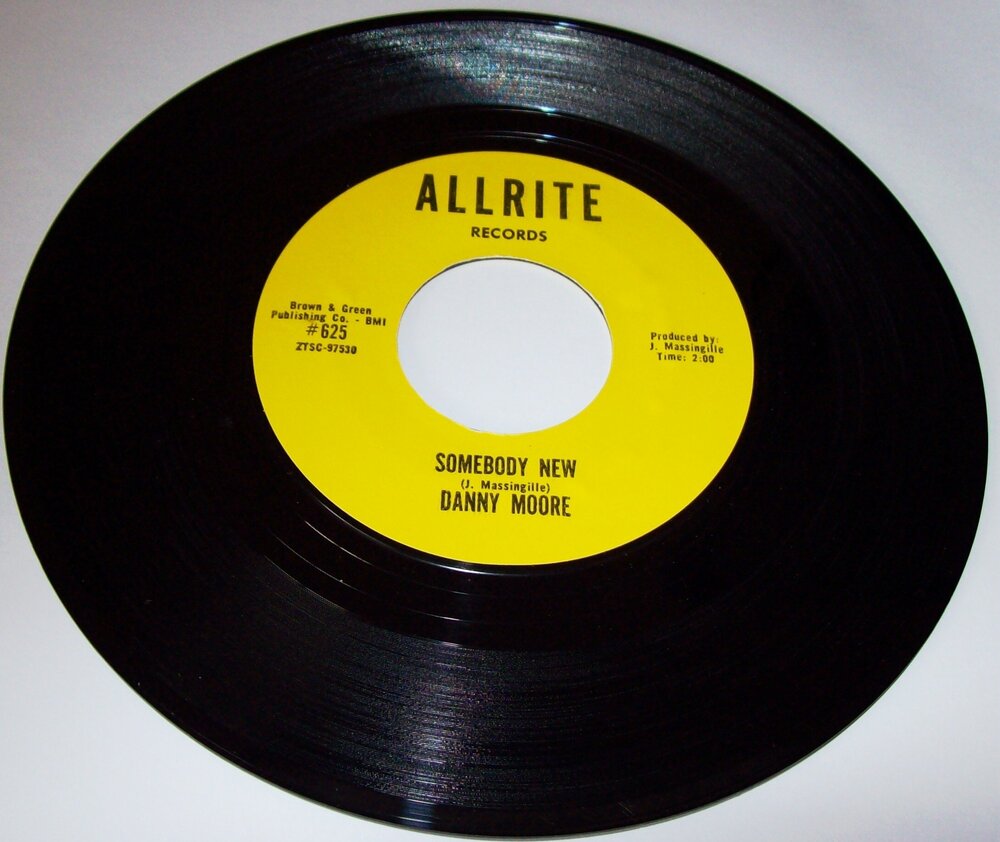 ALLRITE
RECORDS
Brown & Green
Publishing Co. - BMI
#625
ZTSC-97530
Produced by:
J. Massingille
Time: 2:00
SOMEBODY NEW
(J. Massingille)
DANNY MOORE